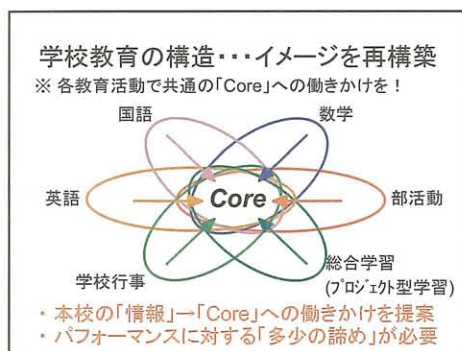 学校教育の構造・・・イメージを再構築
※ 各教育活動で共通の「Core」への働きかけを！
国語
数学
英語
Core
部活動
学校行事
総合学習
(プロジェクト型学習)
・ 本校の「情報」→「Core」への働きかけを提案
・ パフォーマンスに対する「多少の諦め」が必要